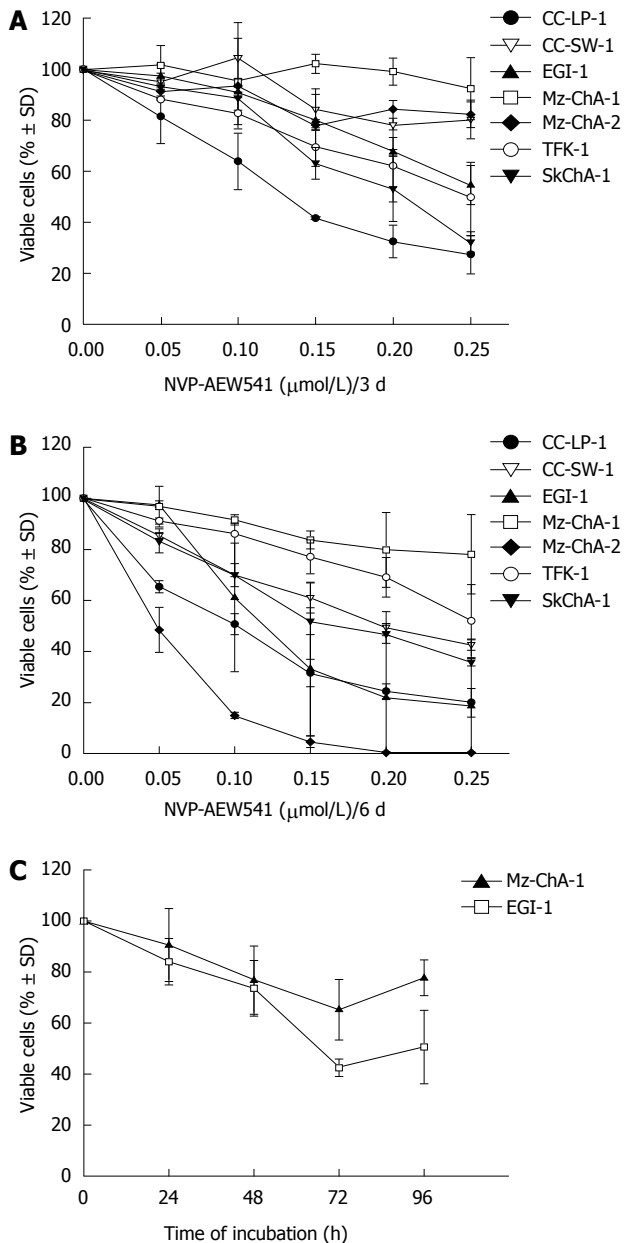 A
120
100
80
60
40
20
0
Viable cells (% ± SD)
0.00 0.05 0.10 0.15 0.20 0.25
NVP-AEW541 (μmol/L)/3 d
CC-LP-1
CC-SW-1
EGI-1
Mz-ChA-1
Mz-ChA-2
TFK-1
SkChA-1
B
120
100
80
60
40
20
0
Viable cells (% ± SD)
0.00 0.05 0.10 0.15 0.20 0.25
NVP-AEW541 (μmol/L)/6 d
CC-LP-1
CC-SW-1
EGI-1
Mz-ChA-1
Mz-ChA-2
TFK-1
SkChA-1
C
120
100
80
60
40
20
0
Viable cells (% ± SD)
0 24 48 72 96
Time of incubation (h)
Mz-ChA-1
EGI-1